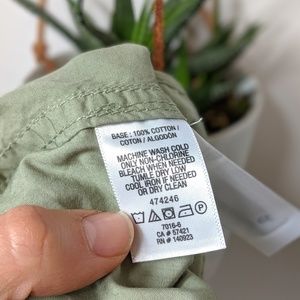 BASE : 100% COTTON /
COTON / ALGODÓN
MACHINE WASH COLD
ONLY NON-CHLORINE
BLEACH WHEN NEEDED
TUMLE DRY LOW
COOL IRON IF NEEDED
OR DRY CLEAN
474246
P
7016-6
CA # 57421
RN # 140923